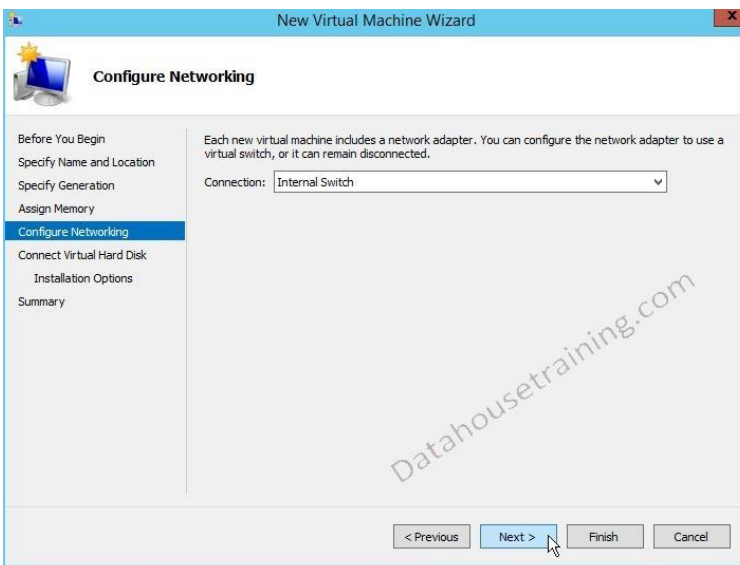 New Virtual Machine Wizard
X
Configure Networking
Before You Begin
Specify Name and Location
Specify Generation
Assign Memory
Configure Networking
Connect Virtual Hard Disk
Installation Options
Summary
Each new virtual machine includes a network adapter. You can configure the network adapter to use a
virtual switch, or it can remain disconnected.
Connection: Internal Switch
Datahousetraining.com
< Previous Next > Finish Cancel